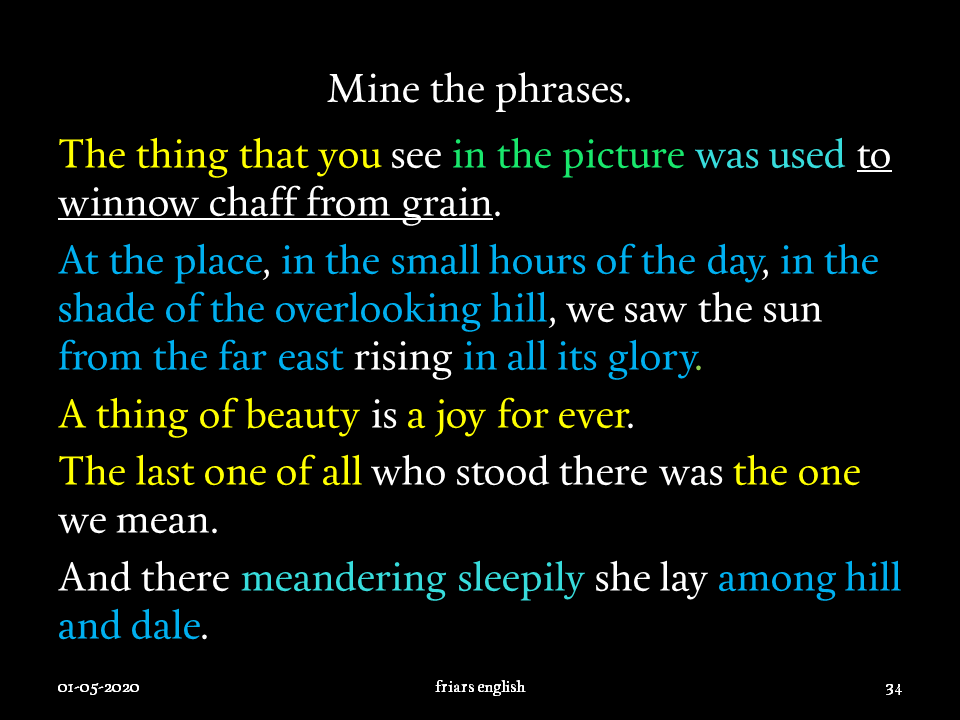 Mine the phrases.
The thing that you see in the picture was used to
winnow chaff from grain.
At the place, in the small hours of the day, in the
shade of the overlooking hill, we saw the sun
from the far east rising in all its glory.
A thing of beauty is a joy for ever.
The last one of all who stood there was the one
we mean.
And there meandering sleepily she lay among hill
and dale.
01-05-2020 friars english 34